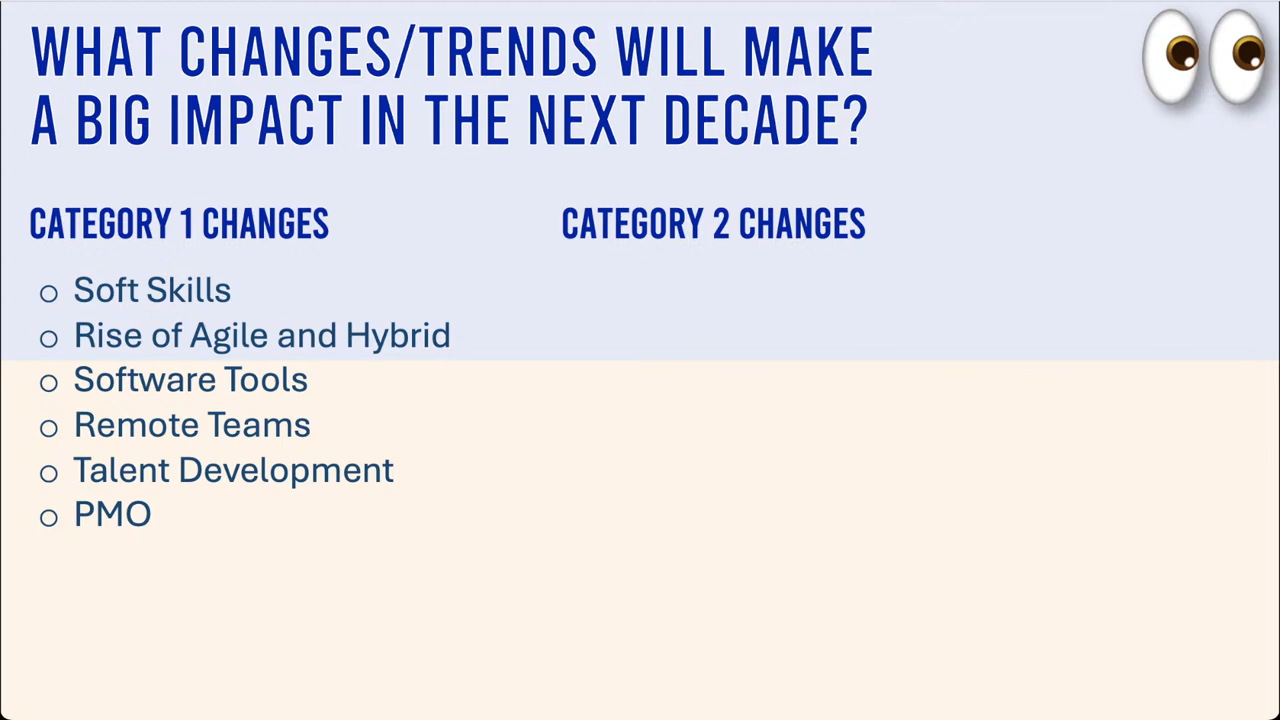 WHAT CHANGES/TRENDS WILL MAKE
A BIG IMPACT IN THE NEXT DECADE?
CATEGORY 1 CHANGES
○ Soft Skills
○ Rise of Agile and Hybrid
○ Software Tools
○ Remote Teams
○ Talent Development
○ PMO
CATEGORY 2 CHANGES